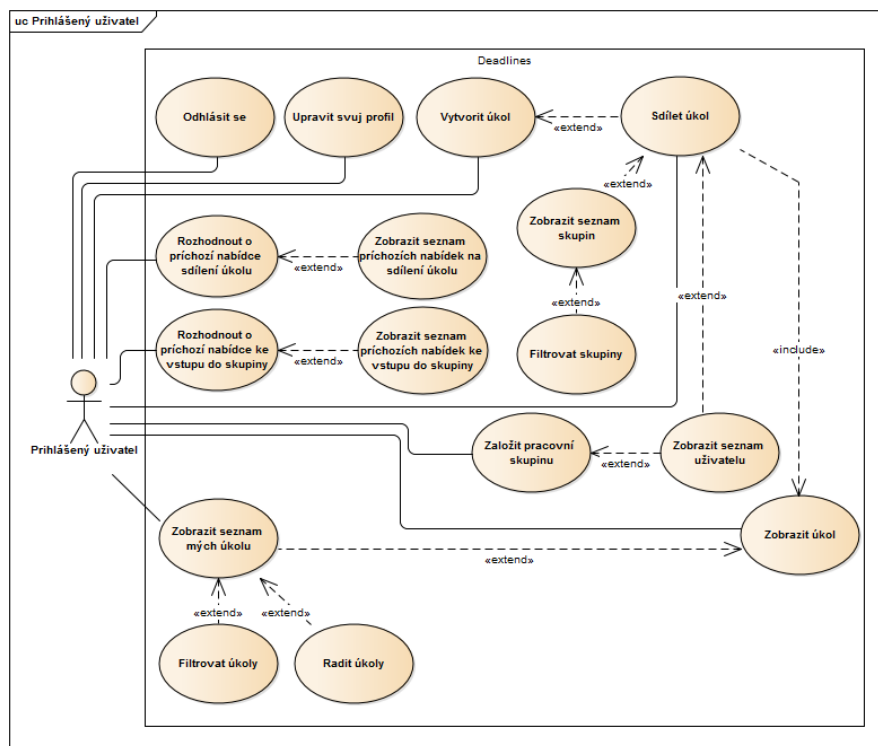 uc Prihlášený uživatel
Deadlines
Odhlásit se
Upravit svuj profil
Vytvorit úkol
Sdílet úkol
«extend»
«extend»
Zobrazit seznam
skupin
Rozhodnout o
príchozí nabídce
sdílení úkolu
«extend»
Zobrazit seznam
príchozích nabídek na
sdílení úkolu
«extend»
«extend»
Rozhodnout o
príchozí nabídce ke
vstupu do skupiny
«extend»
Zobrazit seznam
príchozích nabídek ke
vstupu do skupiny
Filtrovat skupiny
«include»
Prihlášený uživatel
Založit pracovní
skupinu
«extend»
Zobrazit seznam
uživatelu
Zobrazit seznam
mých úkolu
«extend»
Zobrazit úkol
«extend»
«extend»
Filtrovat úkoly
Radit úkoly